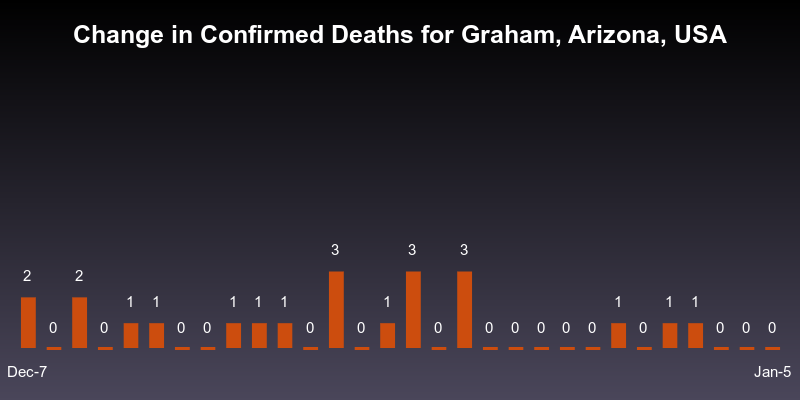 Change in Confirmed Deaths for Graham, Arizona, USA
2 0 2 0 1 1 0 0 1 1 1 0 3 0 1 3 0 3 0 0 0 0 0 1 0 1 1 0 0 0
Dec-7 Jan-5